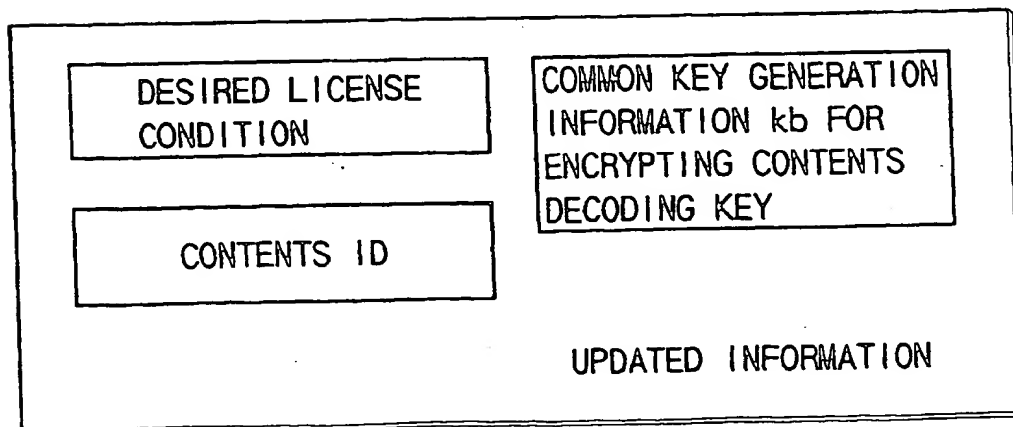 DESIRED LICENSE
CONDITION
COMMON KEY GENERATION
INFORMATION kb FOR
ENCRYPTING CONTENTS
DECODING KEY
CONTENTS ID
UPDATED INFORMATION